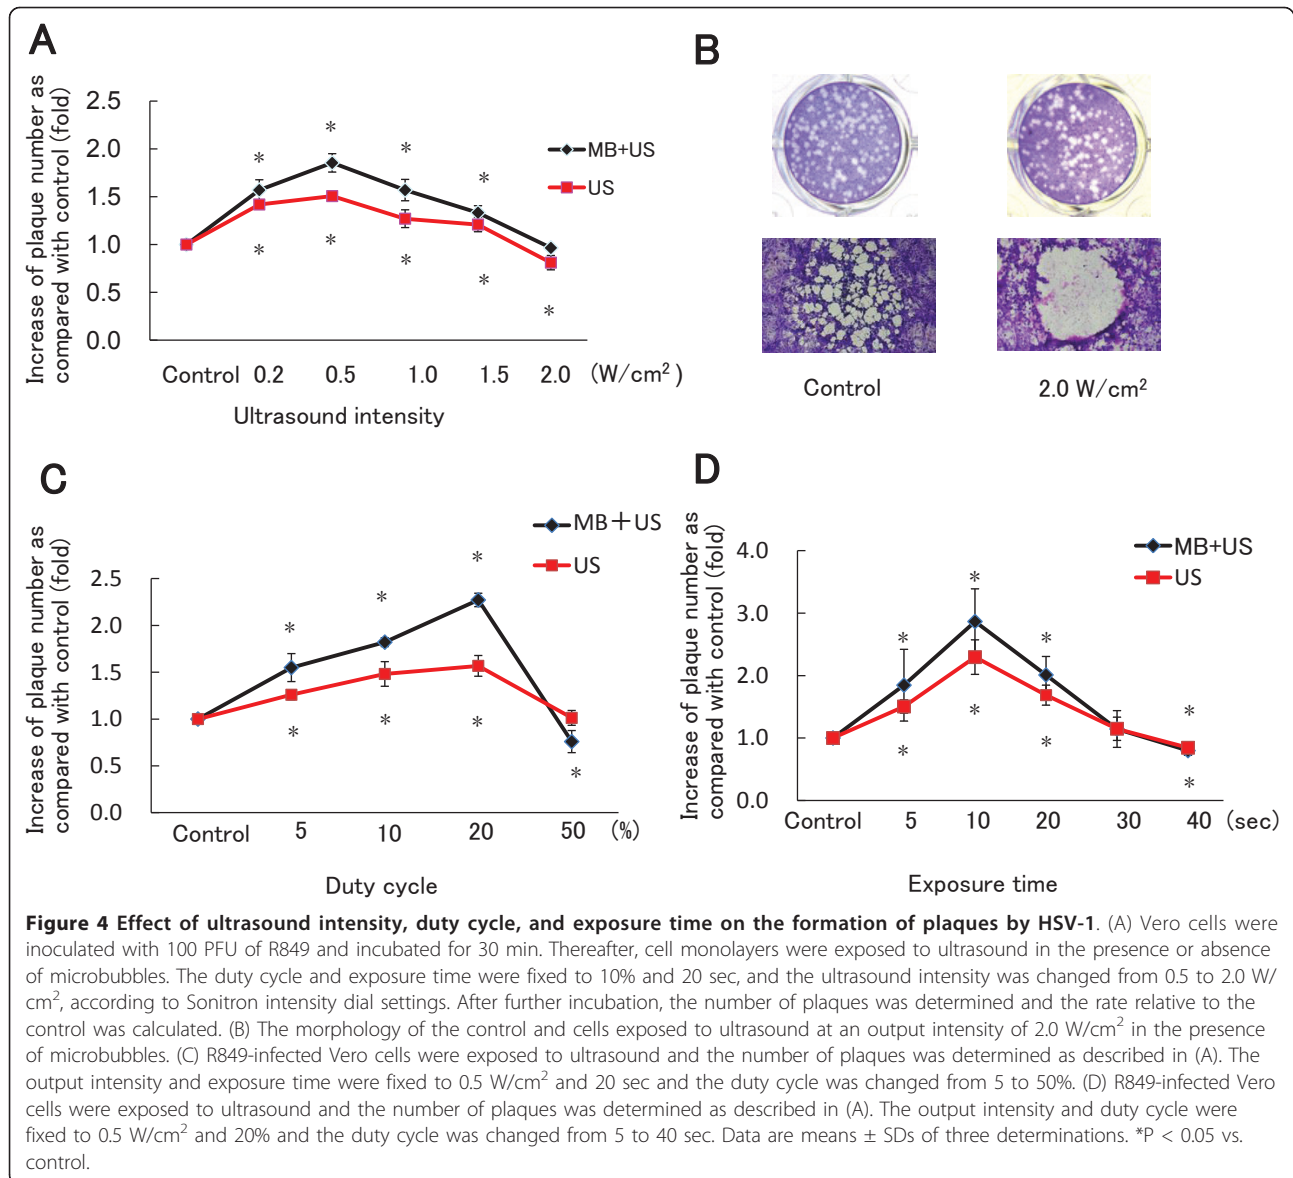 A
Increase of plaque number as
compared with control (fold)
2.5
2.0
1.5
1.0
0.5
0.0
* * * *
* * * * *
MB+US
US
Control 0.2 0.5 1.0 1.5 2.0 (W/cm²)
Ultrasound intensity
B
Control 2.0 W/cm²
C
Increase of plaque number as
compared with control (fold)
2.5
2.0
1.5
1.0
0.5
0.0
* * *
* * * *
MB+US
US
Control 5 10 20 50 (%)
Duty cycle
D
Increase of plaque number as
compared with control (fold)
4.0
3.0
2.0
1.0
0.0
* * * *
* * * *
MB+US
US
Control 5 10 20 30 40 (sec)
Exposure time
Figure 4 Effect of ultrasound intensity, duty cycle, and exposure time on the formation of plaques by HSV-1. (A) Vero cells were
inoculated with 100 PFU of R849 and incubated for 30 min. Thereafter, cell monolayers were exposed to ultrasound in the presence or absence
of microbubbles. The duty cycle and exposure time were fixed to 10% and 20 sec, and the ultrasound intensity was changed from 0.5 to 2.0 W/
cm², according to Sonitron intensity dial settings. After further incubation, the number of plaques was determined and the rate relative to the
control was calculated. (B) The morphology of the control and cells exposed to ultrasound at an output intensity of 2.0 W/cm² in the presence
of microbubbles. (C) R849-infected Vero cells were exposed to ultrasound and the number of plaques was determined as described in (A). The
output intensity and exposure time were fixed to 0.5 W/cm² and 20 sec and the duty cycle was changed from 5 to 50%. (D) R849-infected Vero
cells were exposed to ultrasound and the number of plaques was determined as described in (A). The output intensity and duty cycle were
fixed to 0.5 W/cm² and 20% and the duty cycle was changed from 5 to 40 sec. Data are means ± SDs of three determinations. *P < 0.05 vs.
control.